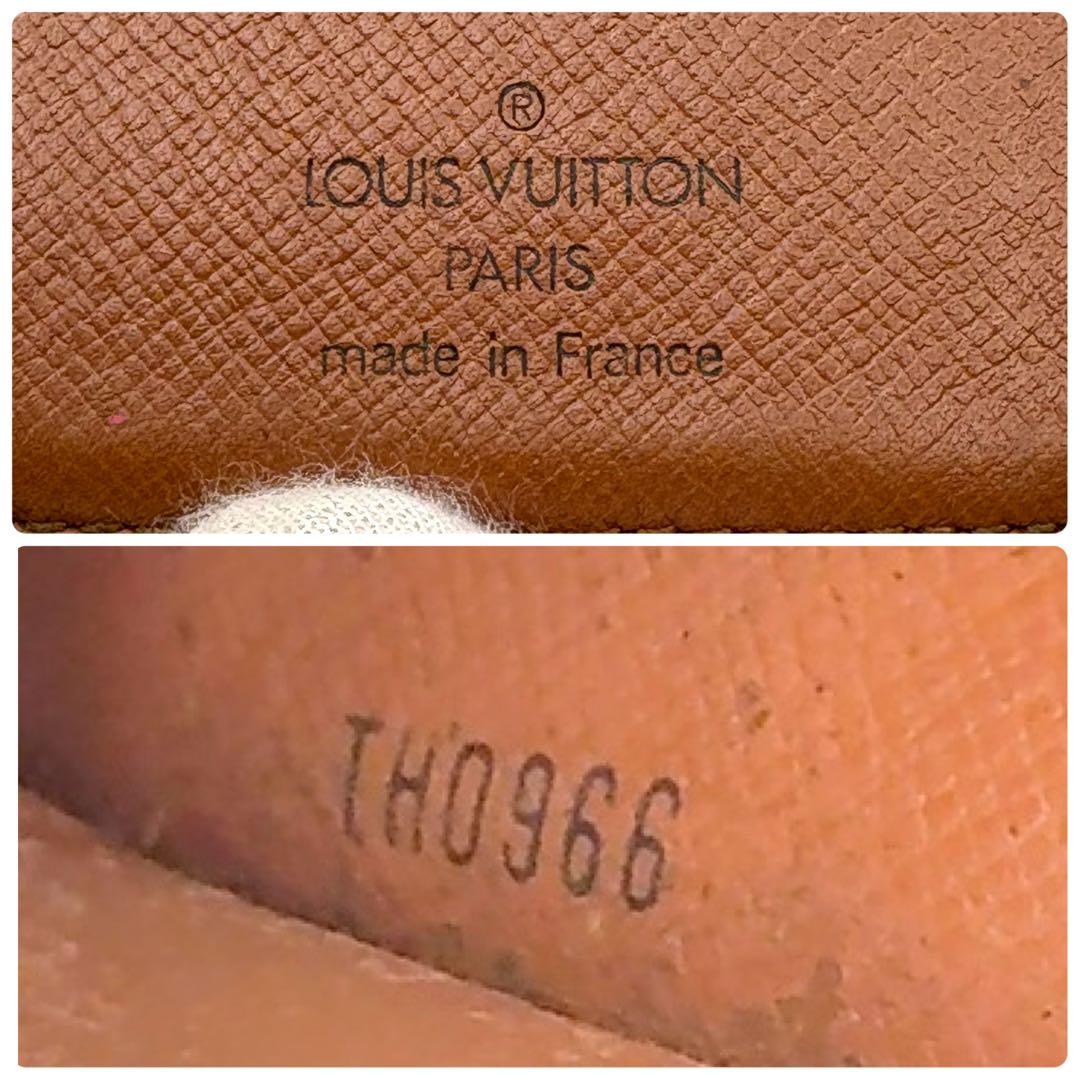 ®
LOUIS VUITTON
PARIS
made in France
TH0966